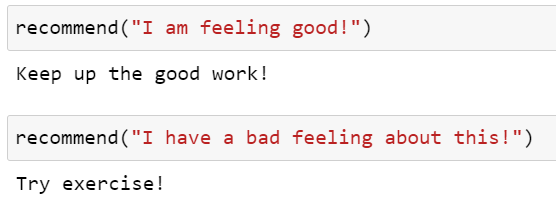 recommend("I am feeling good!")
Keep up the good work!
recommend("I have a bad feeling about this!")
Try exercise!